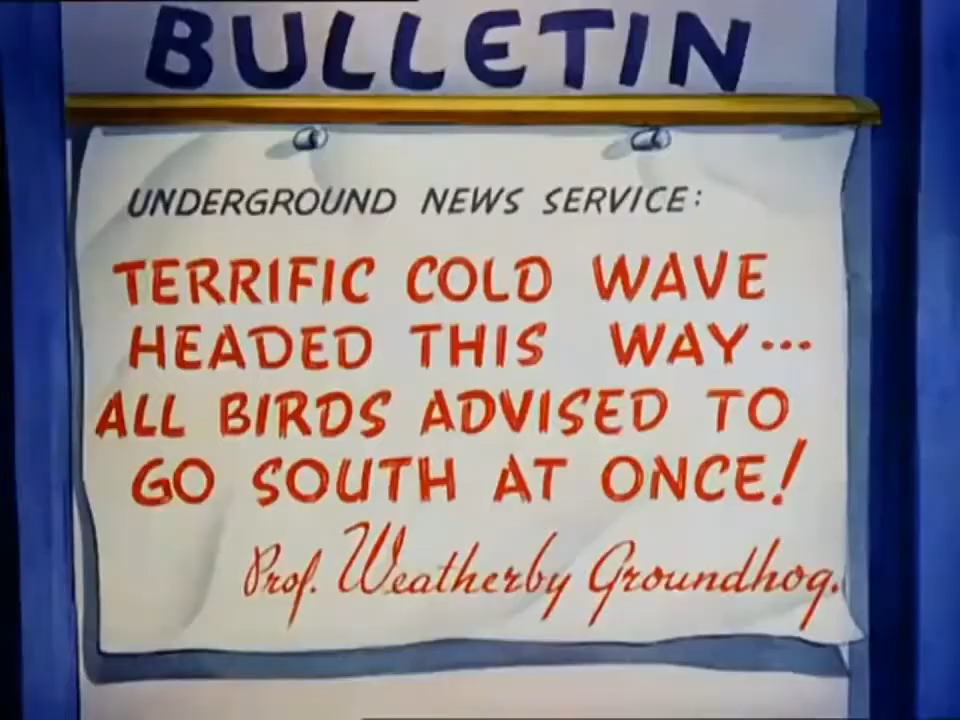 BULLETIN
UNDERGROUND NEWS SERVICE:
TERRIFIC COLD WAVE
HEADED THIS WAY...
ALL BIRDS ADVISED TO
GO SOUTH AT ONCE!
Prof. Weatherby Groundhog.